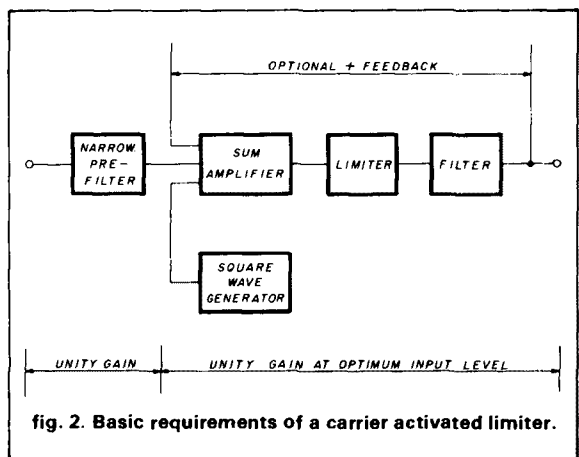 OPTIONAL + FEEDBACK
NARROW
PRE-
FILTER
SUM
AMPLIFIER
LIMITER
FILTER
SQUARE
WAVE
GENERATOR
UNITY GAIN
UNITY GAIN AT OPTIMUM INPUT LEVEL
fig. 2. Basic requirements of a carrier activated limiter.